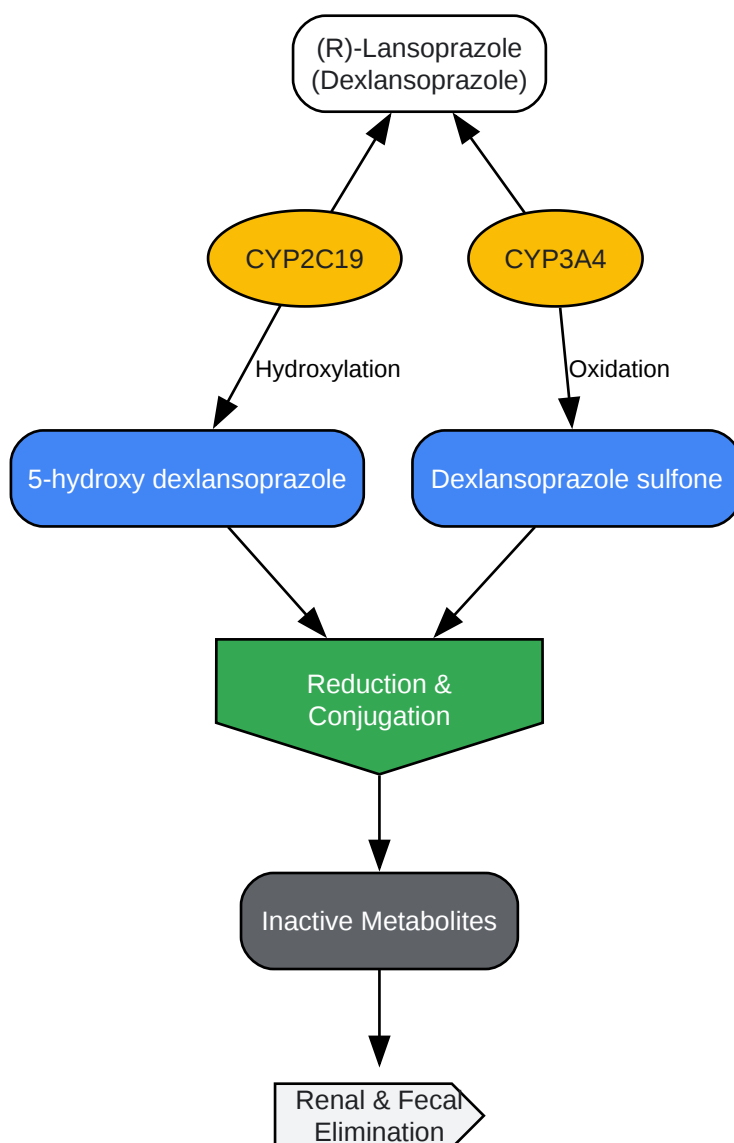 (R)-Lansoprazole
(Dexlansoprazole)
CYP2C19
CYP3A4
Hydroxylation
Oxidation
5-hydroxy dexlansoprazole
Dexlansoprazole sulfone
Reduction &
Conjugation
Inactive Metabolites
Renal & Fecal
Elimination